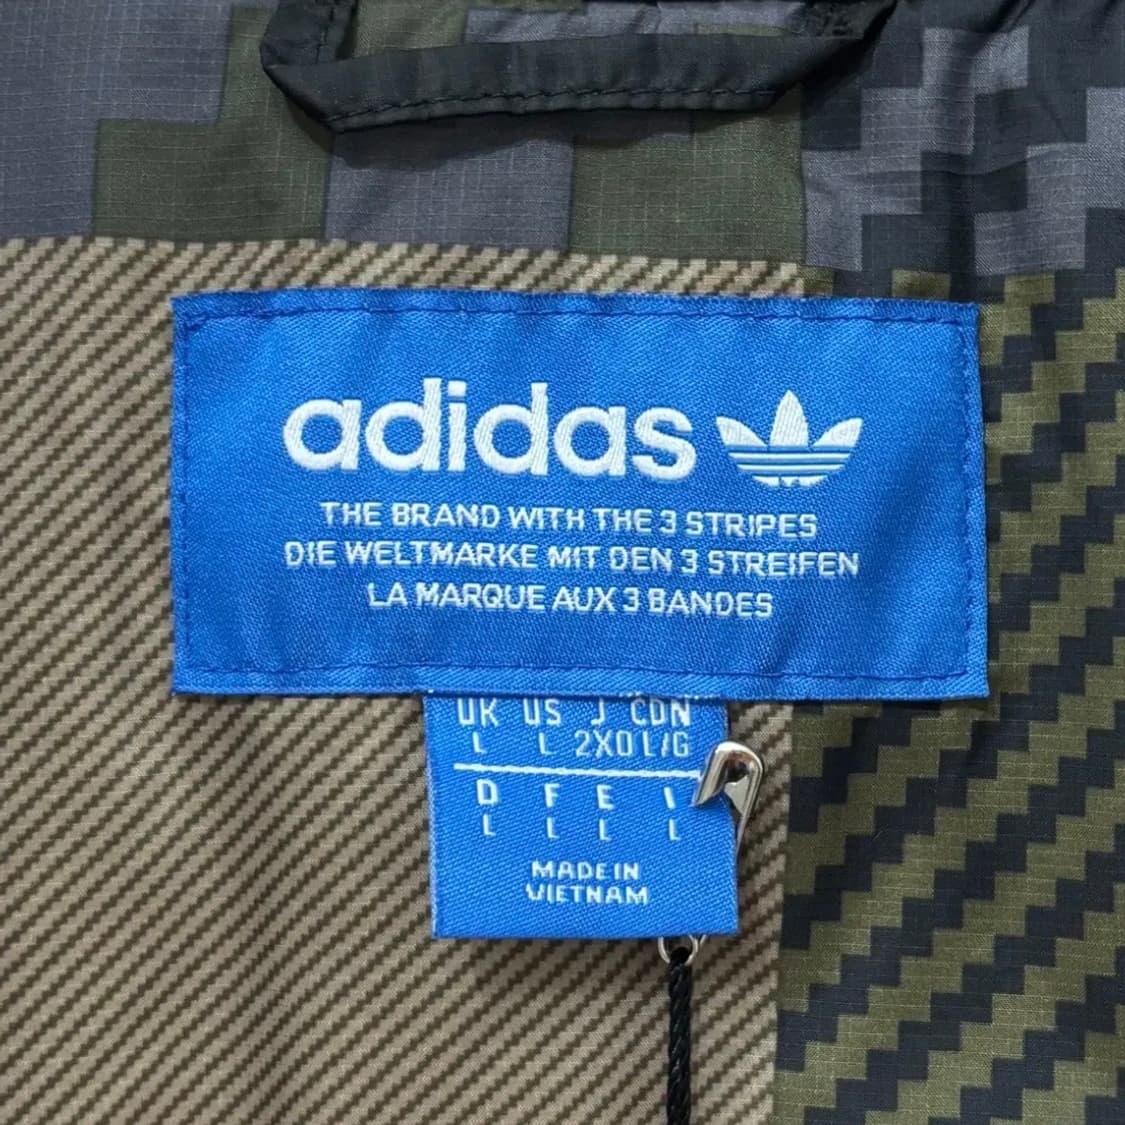 adidas
THE BRAND WITH THE 3 STRIPES
DIE WELTMARKE MIT DEN 3 STREIFEN
LA MARQUE AUX 3 BANDES
UK US J CDN
L L 2XO L/G
D F E I
L L L L
MADE IN
VIETNAM